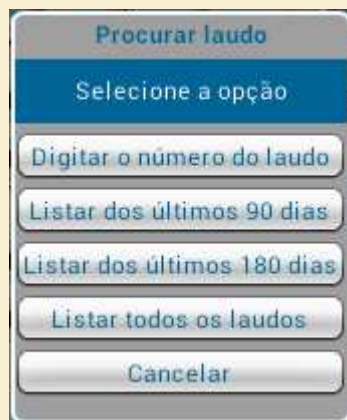 Procurar laudo
Selecione a opção
Digitar o número do laudo
Listar dos últimos 90 dias
Listar dos últimos 180 dias
Listar todos os laudos
Cancelar